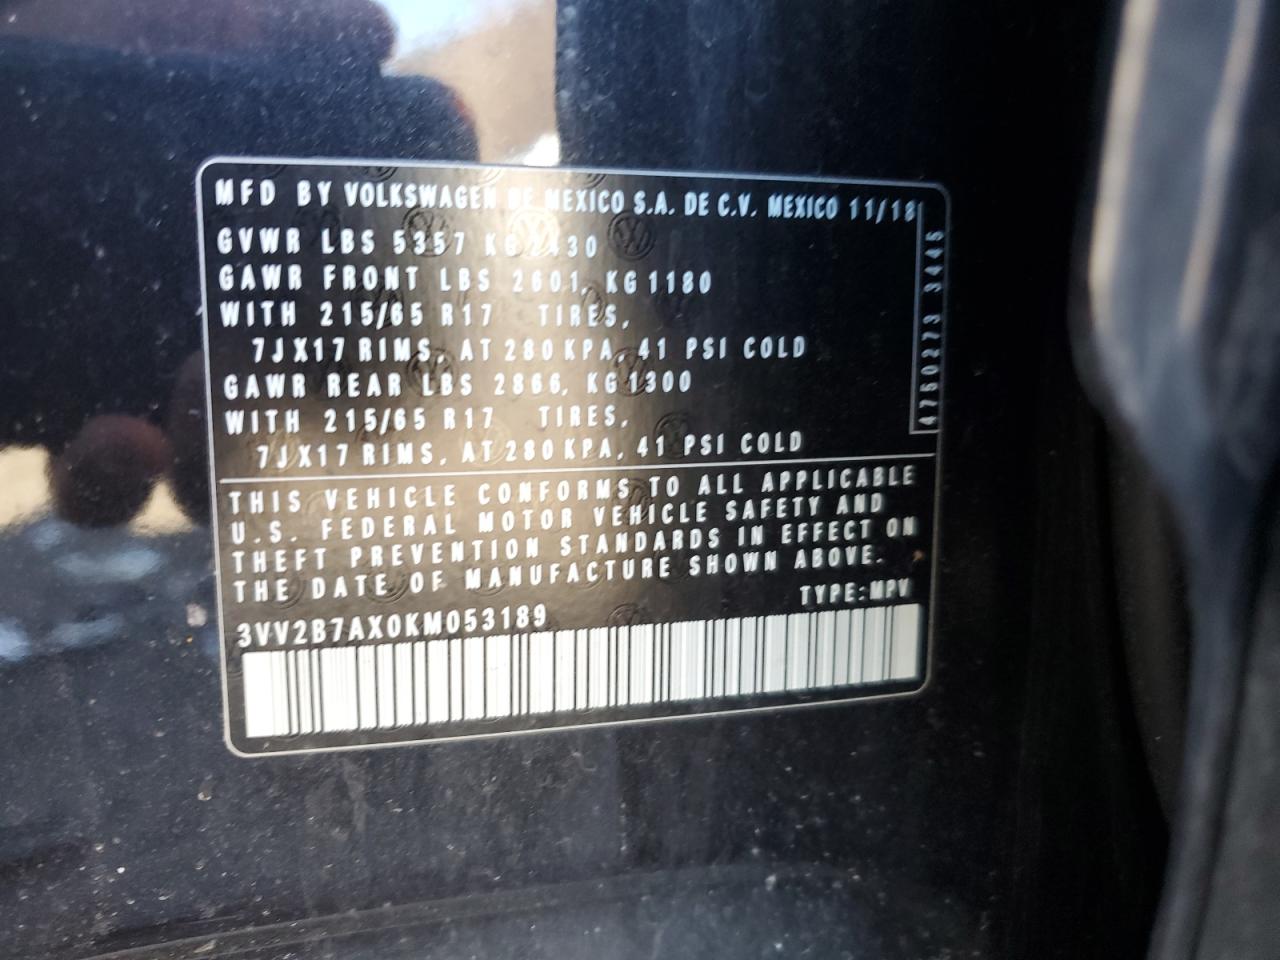 MFD BY VOLKSWAGEN DE MEXICO S.A. DE C.V. MEXICO 11/18
GVWR LBS 5357 KG 2430
GAWR FRONT LBS 2601, KG 1180
WITH 215/65 R17 TIRES,
7JX17 RIMS, AT 280 KPA, 41 PSI COLD
GAWR REAR LBS 2866, KG 1300
WITH 215/65 R17 TIRES,
7JX17 RIMS, AT 280 KPA, 41 PSI COLD
4750273 3445
THIS VEHICLE CONFORMS TO ALL APPLICABLE
U.S. FEDERAL MOTOR VEHICLE SAFETY AND
THEFT PREVENTION STANDARDS IN EFFECT ON
THE DATE OF MANUFACTURE SHOWN ABOVE.
TYPE:MPV
3VV2B7AX0KM053189